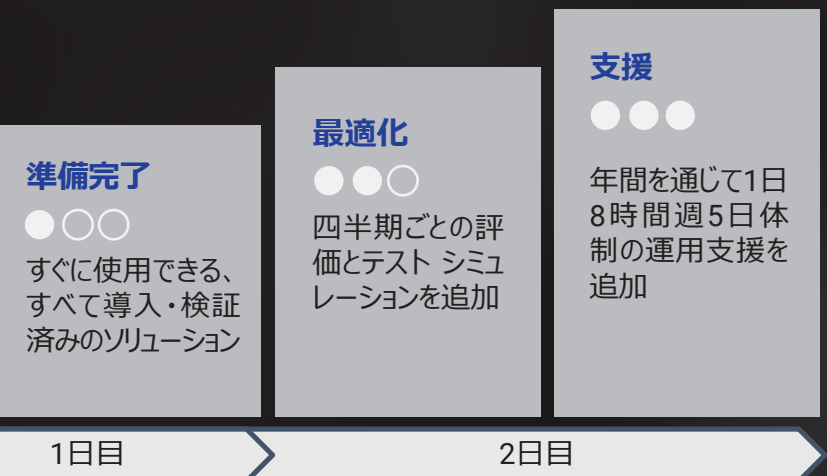 準備完了
すぐに使用できる、
すべて導入・検証
済みのソリューション
最適化
四半期ごとの評
価とテスト シミュ
レーションを追加
支援
年間を通じて1日
8時間週5日体
制の運用支援を
追加
1日目
2日目